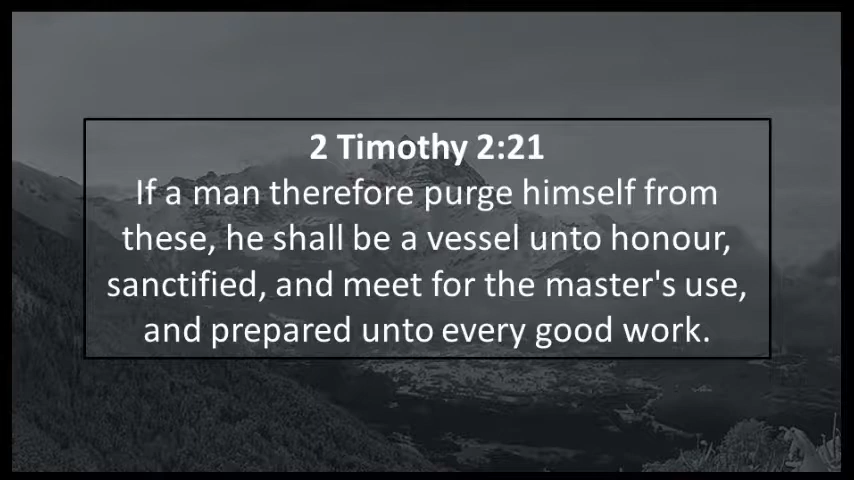 2 Timothy 2:21
If a man therefore purge himself from
these, he shall be a vessel unto honour,
sanctified, and meet for the master's use,
and prepared unto every good work.